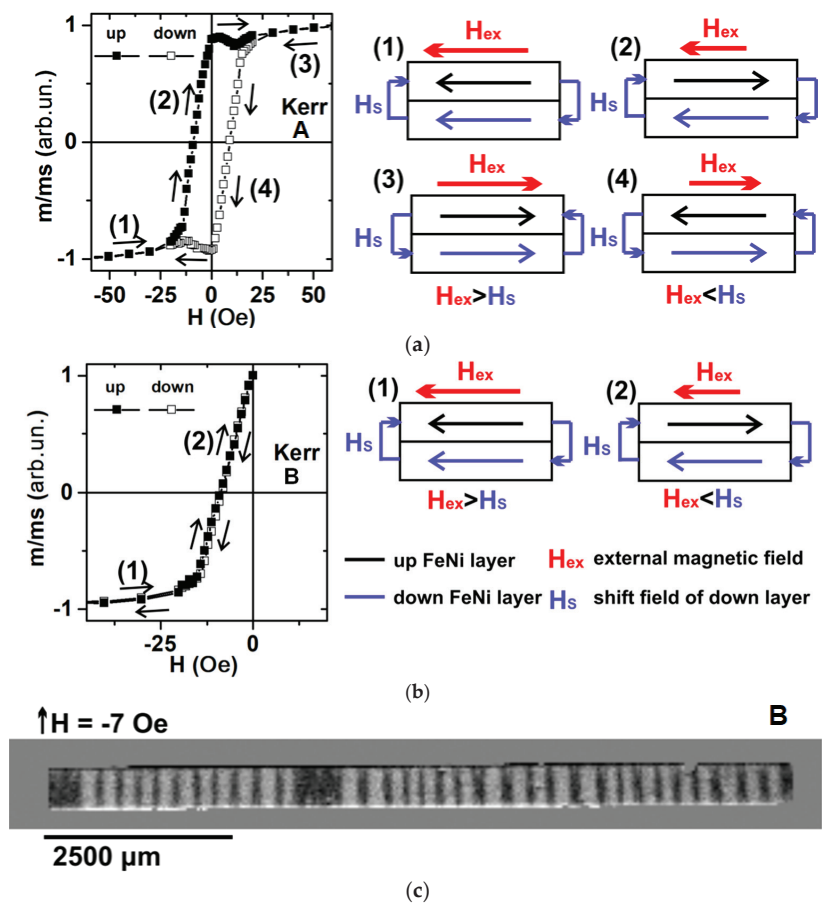 up down
m/ms (arb.un.)
1
0
-1
-50 -25 0 25 50
H (Oe)
(1)
(2)
(3)
(4)
Kerr
A
(1)
Hex
Hs
(2)
Hex
Hs
(3)
Hex
Hs
(4)
Hex
Hs
Hex>Hs
Hex<Hs
(a)
up down
m/ms (arb.un.)
1
0
-1
-25 0
H (Oe)
(1)
(2)
Kerr
B
(1)
Hex
Hs
Hex>Hs
(2)
Hex
Hs
Hex<Hs
up FeNi layer
Hex external magnetic field
down FeNi layer
Hs shift field of down layer
(b)
H = -7 Oe
B
2500 µm
(c)